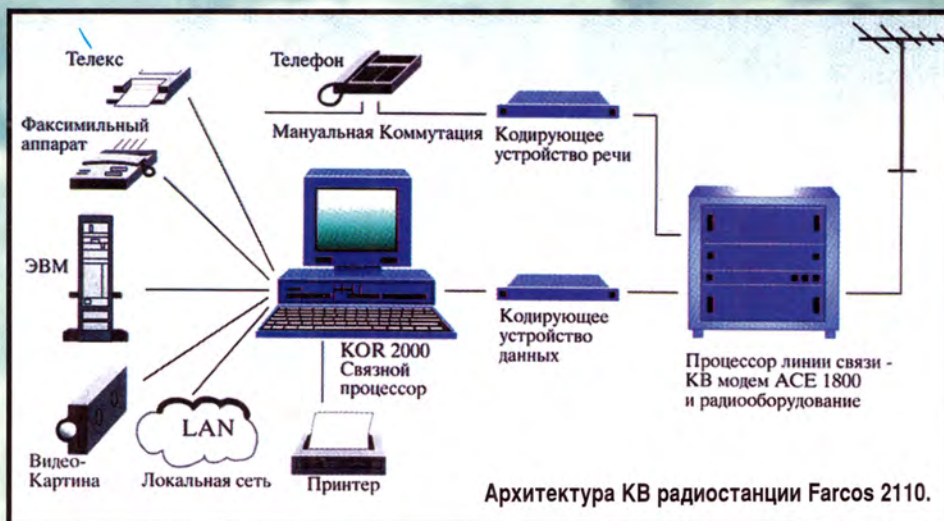 Телекс
Телефон
Факсимильный
аппарат
Мануальная Коммутация
Кодирующее
устройство речи
ЭВМ
KOR 2000
Связной
процессор
Кодирующее
устройство
данных
Процессор линии связи -
КВ модем ACE 1800
и радиооборудование
LAN
Видео-
Картина
Локальная сеть
Принтер
Архитектура КВ радиостанции Farcos 2110.